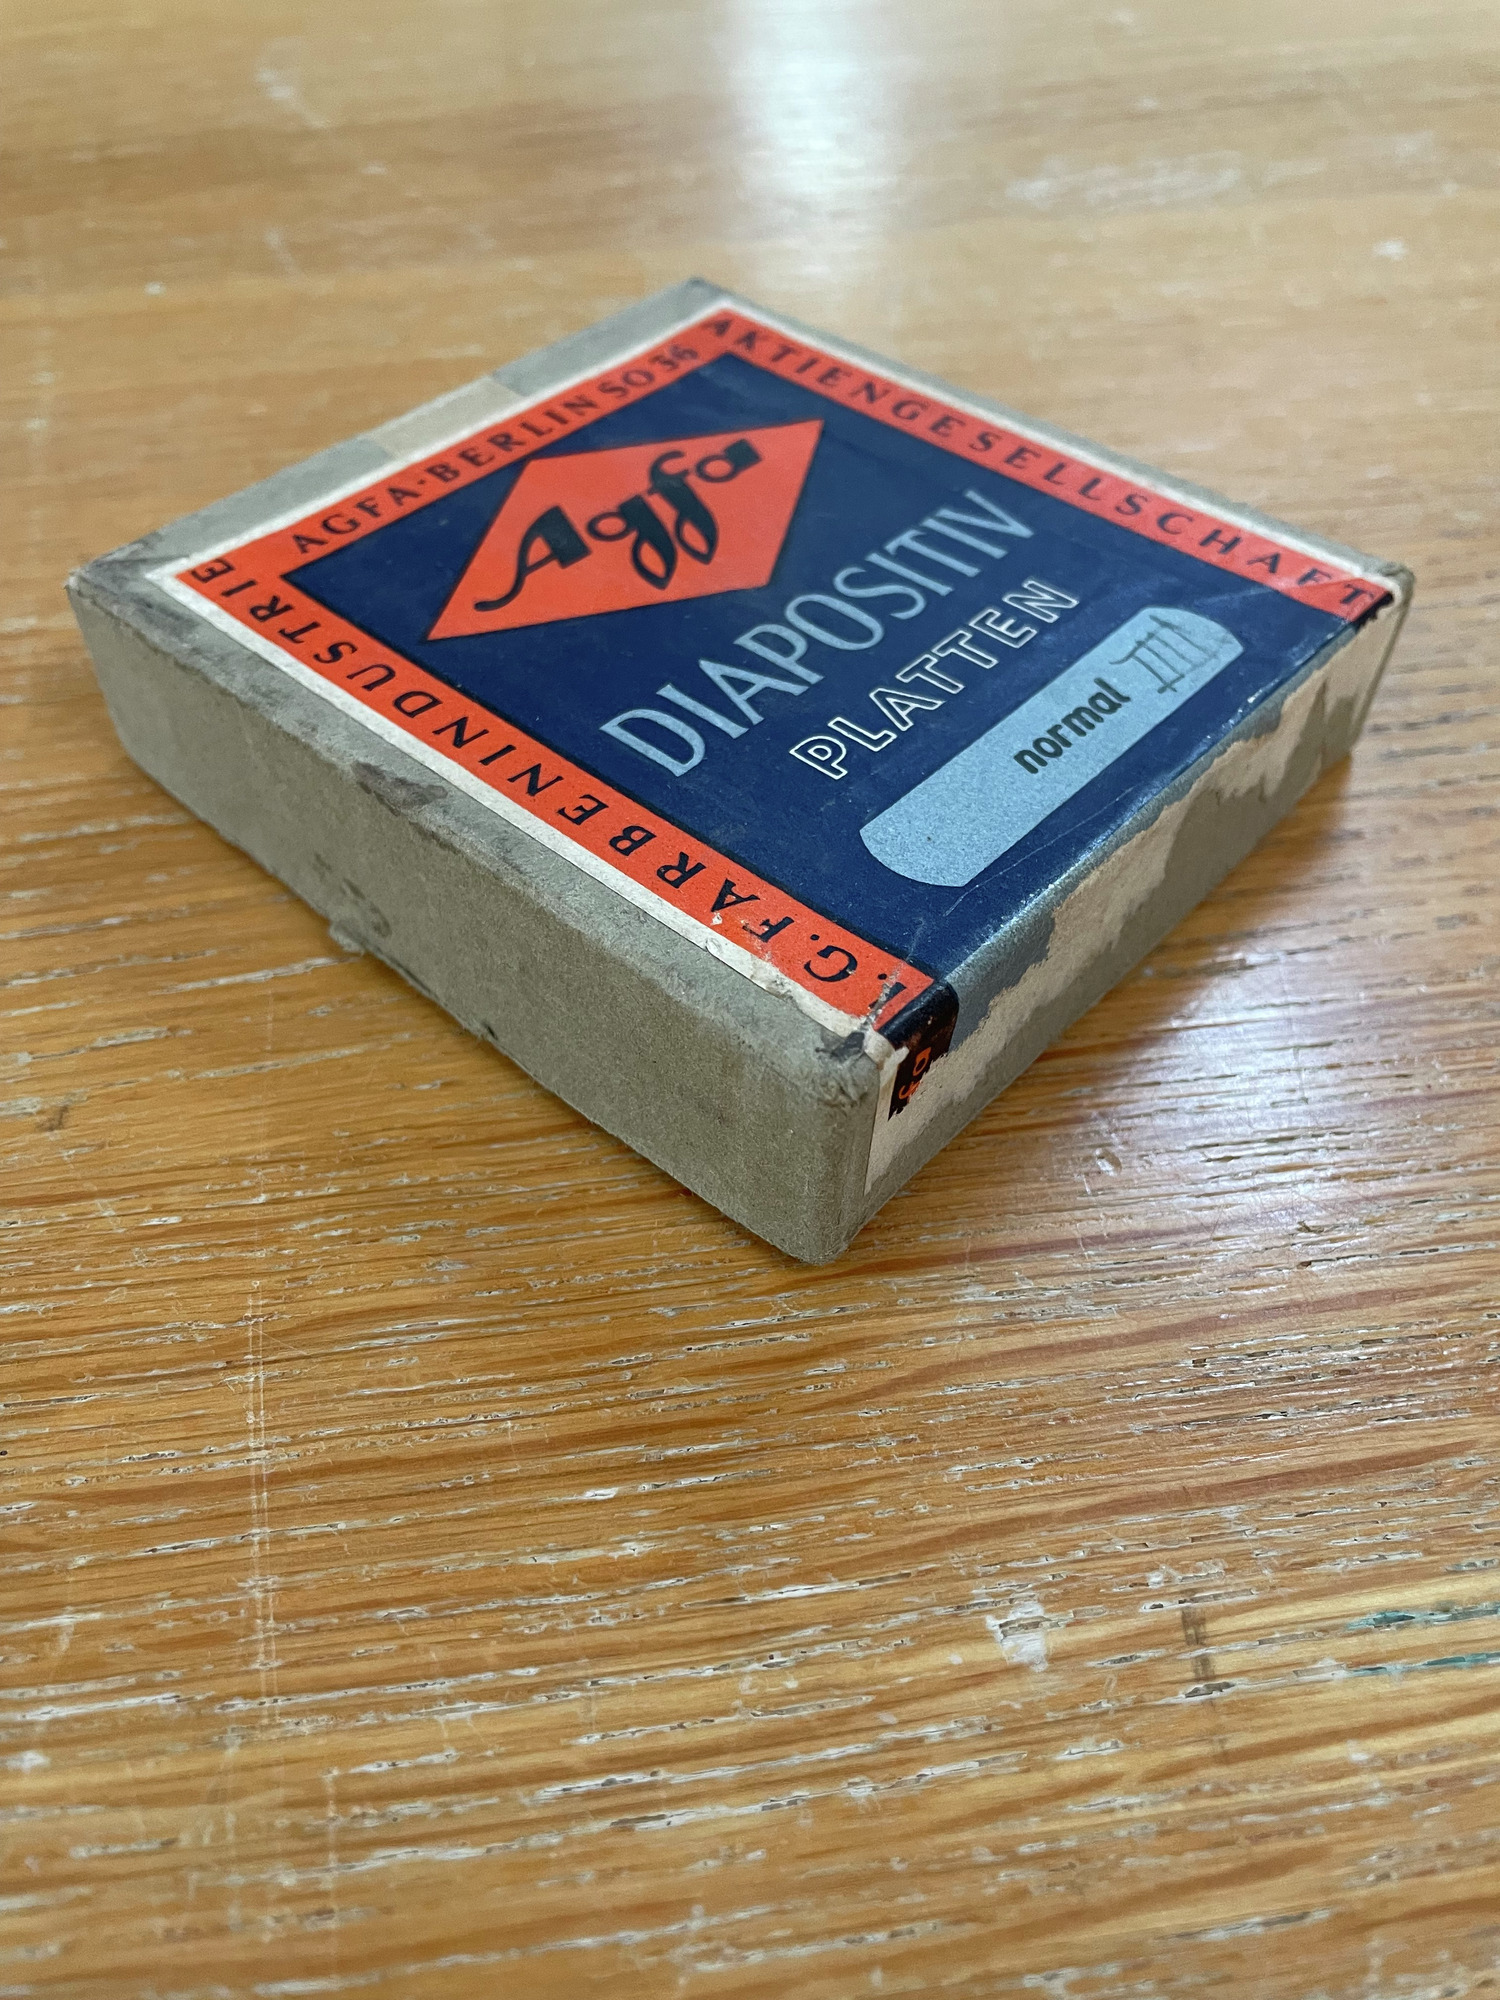 I.G. FARBENINDUSTRIE
AGFA·BERLIN SO 36
AKTIENGESELLSCHAFT
Agfa
DIAPOSITIV
PLATTEN
normal